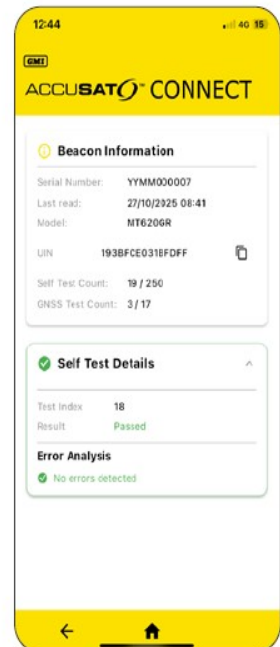 12:44 4G 15
GME
ACCUSATO™ CONNECT
Beacon Information
Serial Number: YYMM000007
Last read: 27/10/2025 08:41
Model: MT620GR
UIN 193BFCE0318FDFF
Self Test Count: 19 / 250
GNSS Test Count: 3 / 17
Self Test Details
Test Index 18
Result Passed
Error Analysis
No errors detected